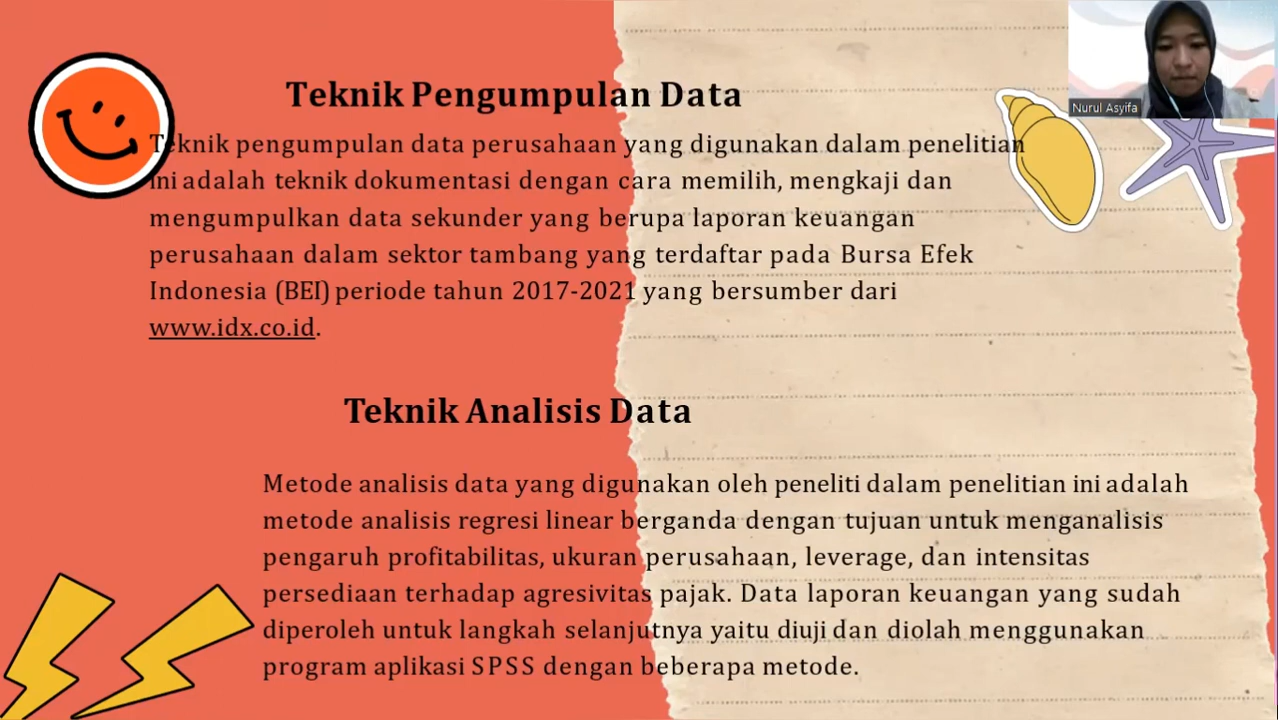 Teknik Pengumpulan Data
Teknik pengumpulan data perusahaan yang digunakan dalam penelitian
ini adalah teknik dokumentasi dengan cara memilih, mengkaji dan
mengumpulkan data sekunder yang berupa laporan keuangan
perusahaan dalam sektor tambang yang terdaftar pada Bursa Efek
Indonesia (BEI) periode tahun 2017-2021 yang bersumber dari
www.idx.co.id.
Nurul Asyifa
Teknik Analisis Data
Metode analisis data yang digunakan oleh peneliti dalam penelitian ini adalah
metode analisis regresi linear berganda dengan tujuan untuk menganalisis
pengaruh profitabilitas, ukuran perusahaan, leverage, dan intensitas
persediaan terhadap agresivitas pajak. Data laporan keuangan yang sudah
diperoleh untuk langkah selanjutnya yaitu diuji dan diolah menggunakan
program aplikasi SPSS dengan beberapa metode.